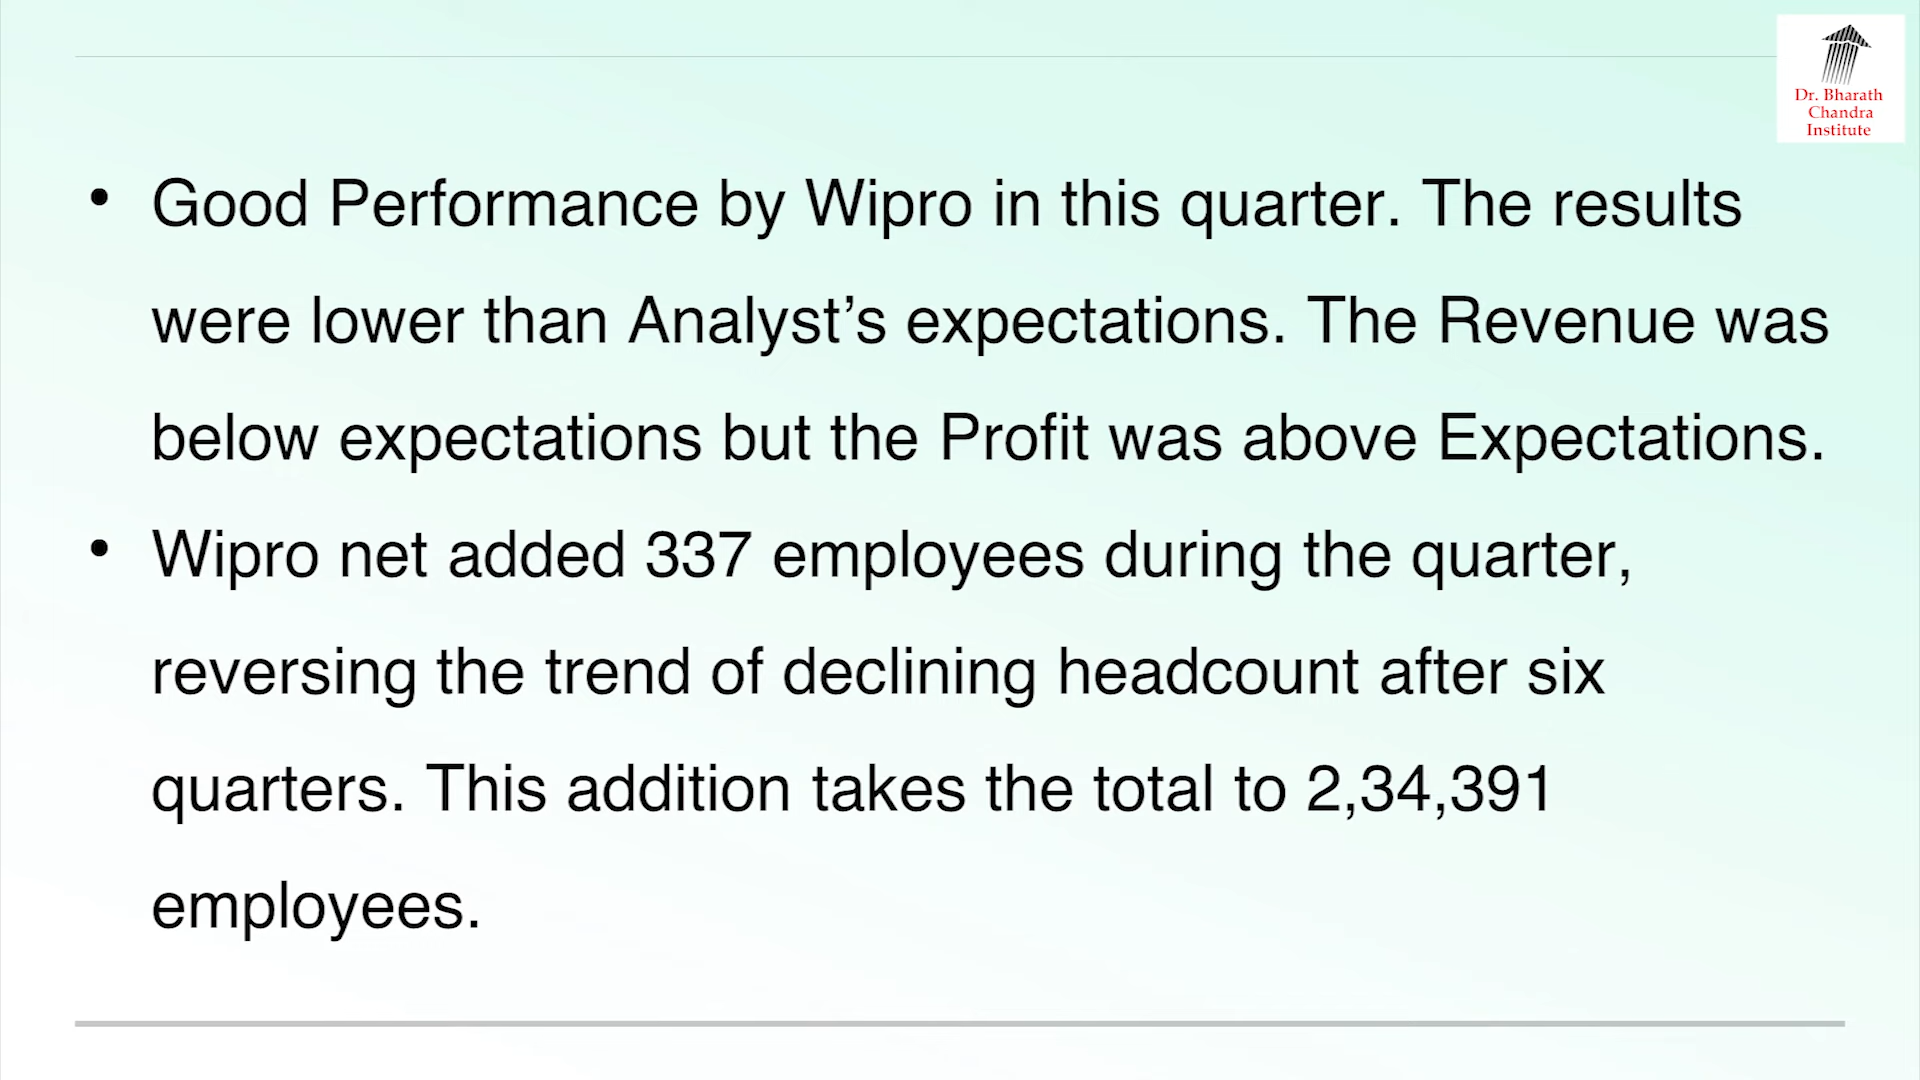 Dr. Bharath
Chandra
Institute
• Good Performance by Wipro in this quarter. The results
were lower than Analyst’s expectations. The Revenue was
below expectations but the Profit was above Expectations.
• Wipro net added 337 employees during the quarter,
reversing the trend of declining headcount after six
quarters. This addition takes the total to 2,34,391
employees.